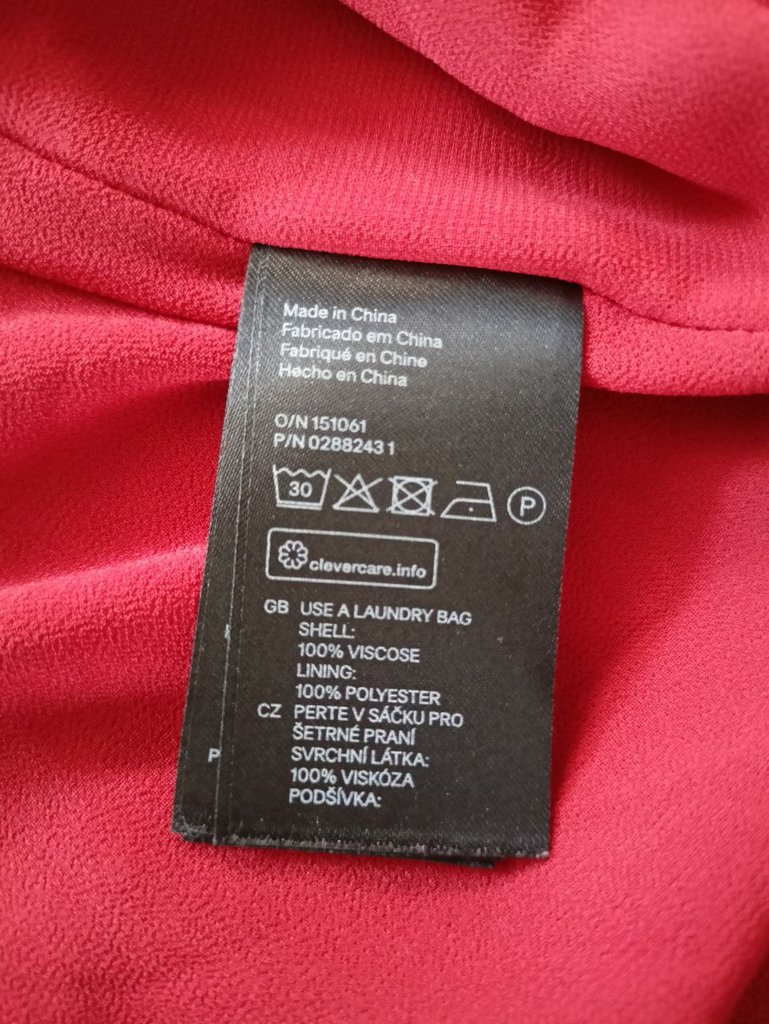 Made in China
Fabricado em China
Fabriqué en Chine
Hecho en China
O/N 151061
P/N 0288243 1
30 P
clevercare.info
GB USE A LAUNDRY BAG
SHELL:
100% VISCOSE
LINING:
100% POLYESTER
CZ PERTE V SÁČKU PRO
ŠETRNÉ PRANÍ
P SVRCHNÍ LÁTKA:
100% VISKÓZA
PODŠÍVKA: